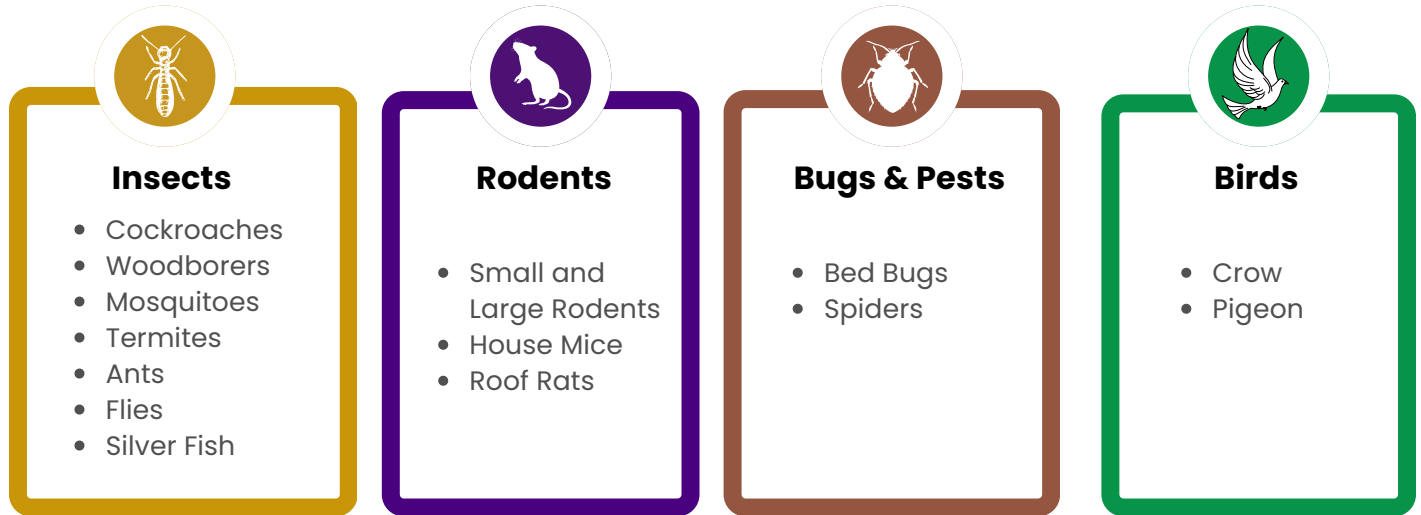 Insects
Cockroaches
Woodborers
Mosquitoes
Termites
Ants
Flies
Silver Fish
Rodents
Small and
Large Rodents
House Mice
Roof Rats
Bugs & Pests
Bed Bugs
Spiders
Birds
Crow
Pigeon